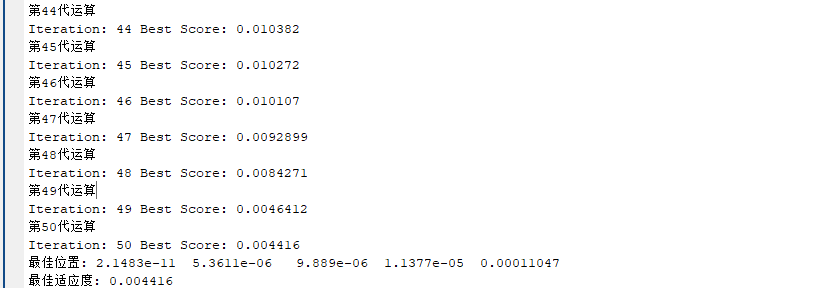 第44代运算
Iteration: 44 Best Score: 0.010382
第45代运算
Iteration: 45 Best Score: 0.010272
第46代运算
Iteration: 46 Best Score: 0.010107
第47代运算
Iteration: 47 Best Score: 0.0092899
第48代运算
Iteration: 48 Best Score: 0.0084271
第49代运算
Iteration: 49 Best Score: 0.0046412
第50代运算
Iteration: 50 Best Score: 0.004416
最佳位置: 2.1483e-11  5.3611e-06   9.889e-06  1.1377e-05  0.00011047
最佳适应度: 0.004416